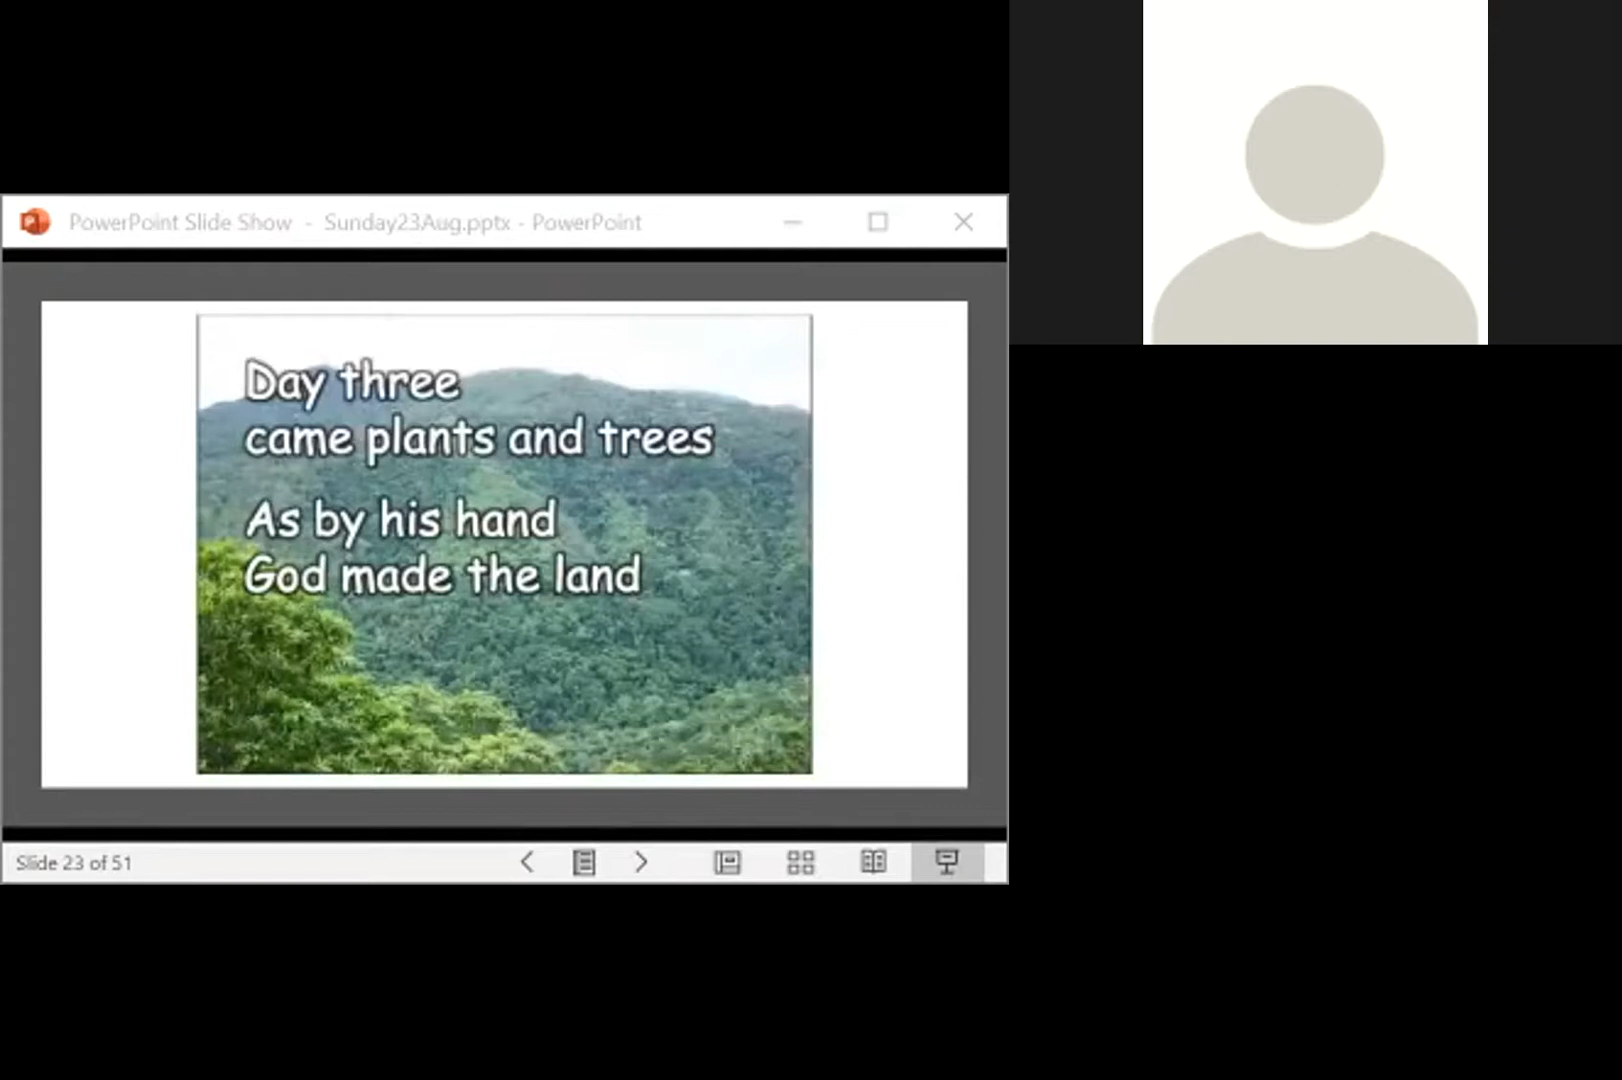 PowerPoint Slide Show - Sunday23Aug.pptx - PowerPoint
Day three
came plants and trees
As by his hand
God made the land
Slide 23 of 51